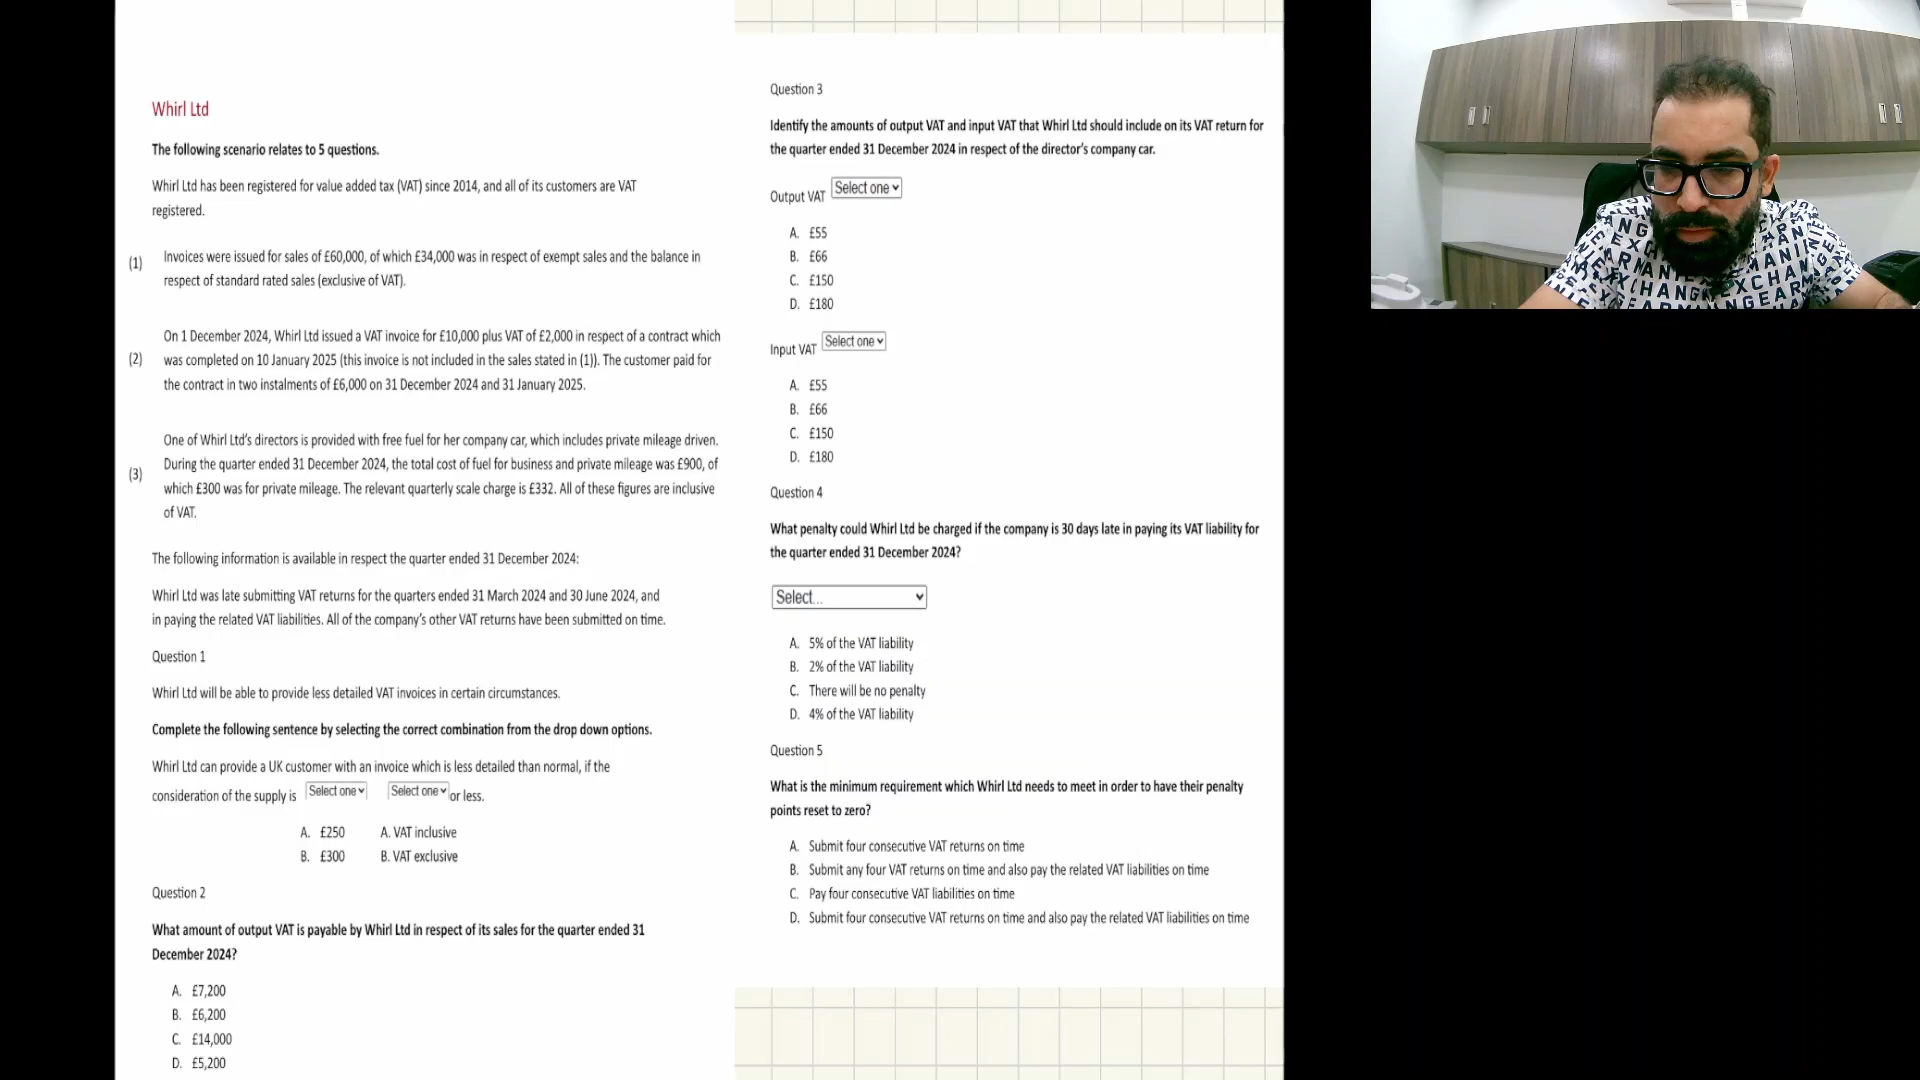 Whirl Ltd
The following scenario relates to 5 questions.
Whirl Ltd has been registered for value added tax (VAT) since 2014, and all of its customers are VAT
registered.
(1)
Invoices were issued for sales of £60,000, of which £34,000 was in respect of exempt sales and the balance in
respect of standard rated sales (exclusive of VAT).
On 1 December 2024, Whirl Ltd issued a VAT invoice for £10,000 plus VAT of £2,000 in respect of a contract which
(2) was completed on 10 January 2025 (this invoice is not included in the sales stated in (1)). The customer paid for
the contract in two instalments of £6,000 on 31 December 2024 and 31 January 2025.
One of Whirl Ltd's directors is provided with free fuel for her company car, which includes private mileage driven.
During the quarter ended 31 December 2024, the total cost of fuel for business and private mileage was £900, of
(3)
which £300 was for private mileage. The relevant quarterly scale charge is £332. All of these figures are inclusive
of VAT.
The following information is available in respect the quarter ended 31 December 2024:
Whirl Ltd was late submitting VAT returns for the quarters ended 31 March 2024 and 30 June 2024, and
in paying the related VAT liabilities. All of the company's other VAT returns have been submitted on time.
Question 1
Whirl Ltd will be able to provide less detailed VAT invoices in certain circumstances.
Complete the following sentence by selecting the correct combination from the drop down options.
Whirl Ltd can provide a UK customer with an invoice which is less detailed than normal, if the
consideration of the supply is Select one Select one or less.
A. £250 A. VAT inclusive
B. £300 B. VAT exclusive
Question 2
What amount of output VAT is payable by Whirl Ltd in respect of its sales for the quarter ended 31
December 2024?
A. £7,200
B. £6,200
C. £14,000
D. £5,200
Question 3
Identify the amounts of output VAT and input VAT that Whirl Ltd should include on its VAT return for
the quarter ended 31 December 2024 in respect of the director's company car.
Output VAT Select one
A. £55
B. £66
C. £150
D. £180
Input VAT Select one
A. £55
B. £66
C. £150
D. £180
Question 4
What penalty could Whirl Ltd be charged if the company is 30 days late in paying its VAT liability for
the quarter ended 31 December 2024?
Select...
A. 5% of the VAT liability
B. 2% of the VAT liability
C. There will be no penalty
D. 4% of the VAT liability
Question 5
What is the minimum requirement which Whirl Ltd needs to meet in order to have their penalty
points reset to zero?
A. Submit four consecutive VAT returns on time
B. Submit any four VAT returns on time and also pay the related VAT liabilities on time
C. Pay four consecutive VAT liabilities on time
D. Submit four consecutive VAT returns on time and also pay the related VAT liabilities on time